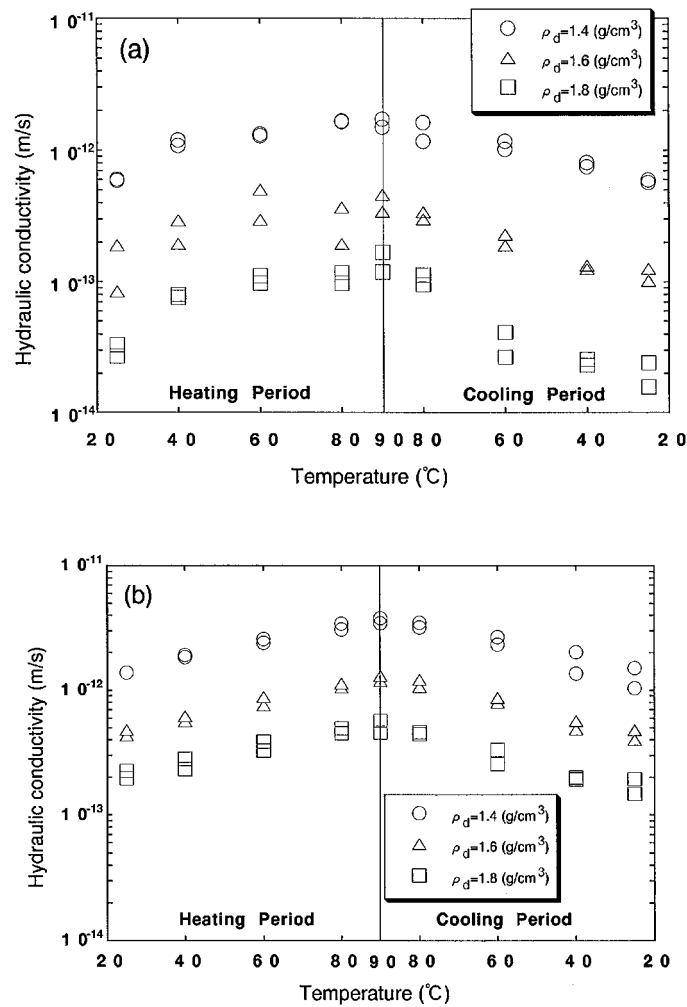 1 0-11
(a)
ρd=1.4 (g/cm3)
ρd=1.6 (g/cm3)
ρd=1.8 (g/cm3)
1 0-12
Hydraulic conductivity (m/s)
1 0-13
Heating Period
Cooling Period
1 0-14
2 0 4 0 6 0 8 0 9 0 8 0 6 0 4 0 2 0
Temperature (℃)
1 0-11
(b)
1 0-12
Hydraulic conductivity (m/s)
1 0-13
ρd=1.4 (g/cm3)
ρd=1.6 (g/cm3)
ρd=1.8 (g/cm3)
Heating Period
Cooling Period
1 0-14
2 0 4 0 6 0 8 0 9 0 8 0 6 0 4 0 2 0
Temperature (℃)